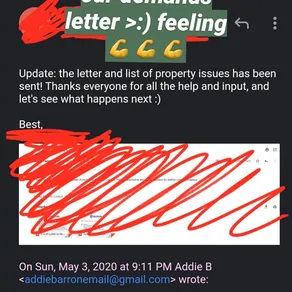 our demands
letter >:) feeling
💪💪💪
Update: the letter and list of property issues has been
sent! Thanks everyone for all the help and input, and
let's see what happens next :)
Best,
On Sun, May 3, 2020 at 9:11 PM Addie B
<addiebarronemail@gmail.com> wrote: